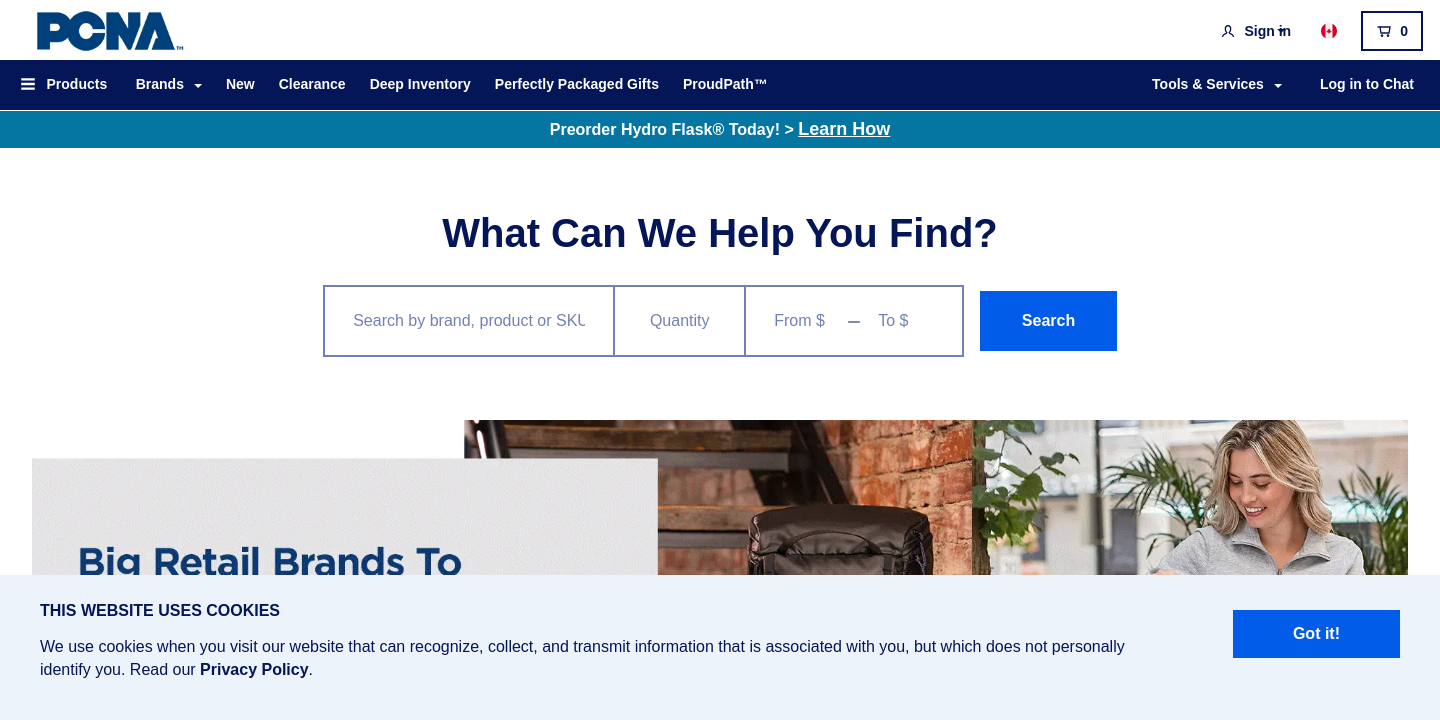 PCNA™
Sign in
0
Products
Brands
New
Clearance
Deep Inventory
Perfectly Packaged Gifts
ProudPath™
Tools & Services
Log in to Chat
Preorder Hydro Flask® Today! > Learn How
What Can We Help You Find?
Search by brand, product or SKU
Quantity
From $
–
To $
Search
Big Retail Brands To
THIS WEBSITE USES COOKIES
We use cookies when you visit our website that can recognize, collect, and transmit information that is associated with you, but which does not personally
identify you. Read our Privacy Policy.
Got it!